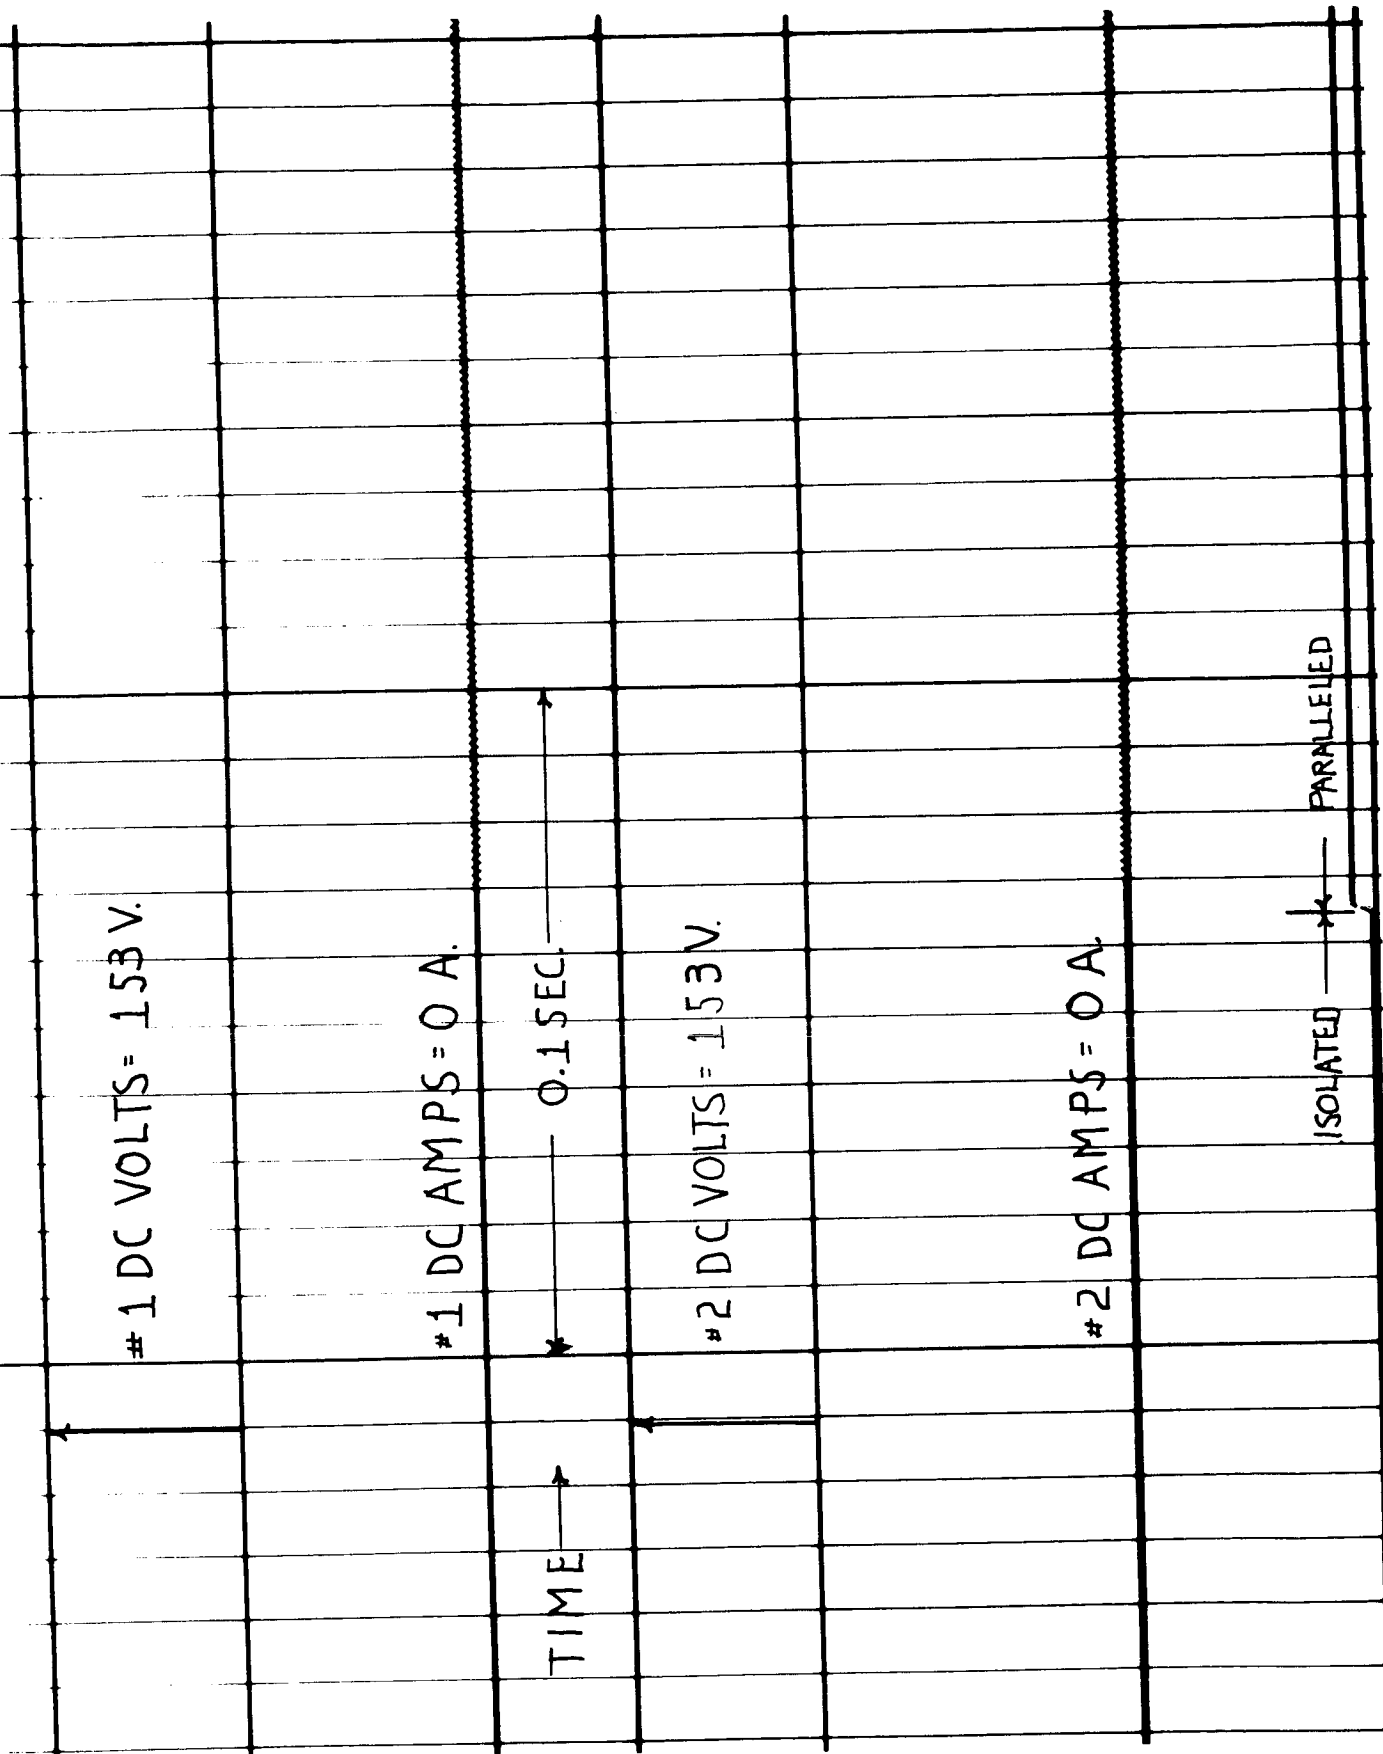 #1 DC VOLTS = 153 V.
#1 DC AMPS = 0 A.
TIME
0.1 SEC.
#2 DC VOLTS = 153 V.
#2 DC AMPS = 0 A.
ISOLATED
PARALLELED